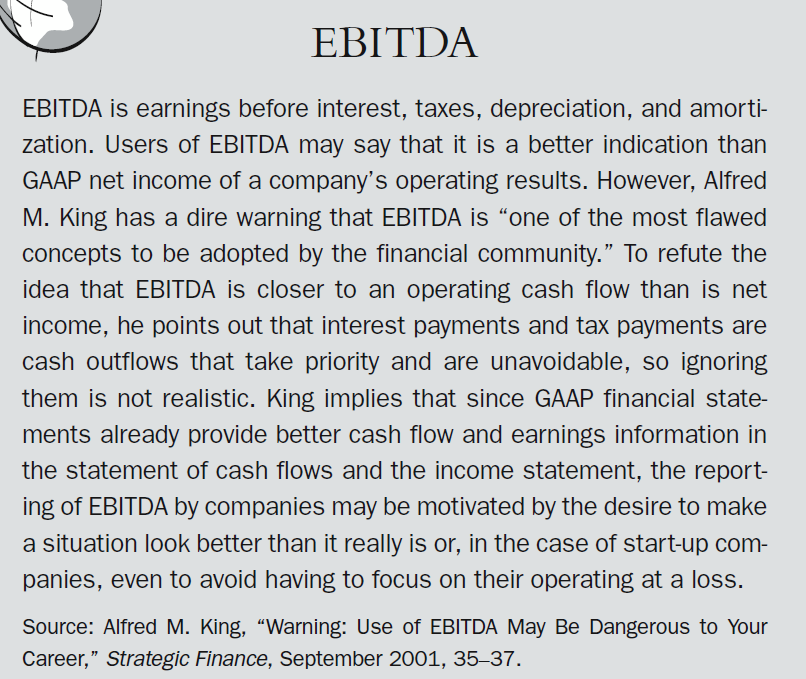 EBITDA
EBITDA is earnings before interest, taxes, depreciation, and amorti-
zation. Users of EBITDA may say that it is a better indication than
GAAP net income of a company’s operating results. However, Alfred
M. King has a dire warning that EBITDA is “one of the most flawed
concepts to be adopted by the financial community.” To refute the
idea that EBITDA is closer to an operating cash flow than is net
income, he points out that interest payments and tax payments are
cash outflows that take priority and are unavoidable, so ignoring
them is not realistic. King implies that since GAAP financial state-
ments already provide better cash flow and earnings information in
the statement of cash flows and the income statement, the report-
ing of EBITDA by companies may be motivated by the desire to make
a situation look better than it really is or, in the case of start-up com-
panies, even to avoid having to focus on their operating at a loss.
Source: Alfred M. King, “Warning: Use of EBITDA May Be Dangerous to Your
Career,” Strategic Finance, September 2001, 35–37.